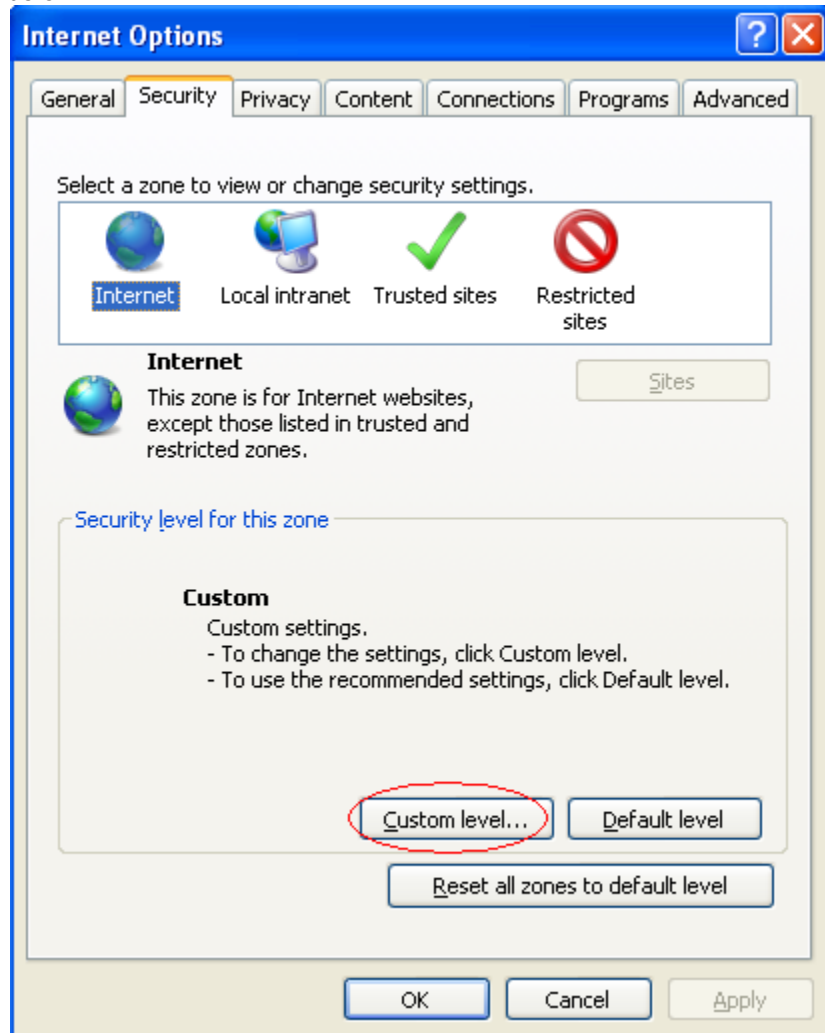 Internet Options
General Security Privacy Content Connections Programs Advanced
Select a zone to view or change security settings.
Internet Local intranet Trusted sites Restricted
sites
Internet
Sites
This zone is for Internet websites,
except those listed in trusted and
restricted zones.
Security level for this zone
Custom
Custom settings.
- To change the settings, click Custom level.
- To use the recommended settings, click Default level.
Custom level... Default level
Reset all zones to default level
OK Cancel Apply